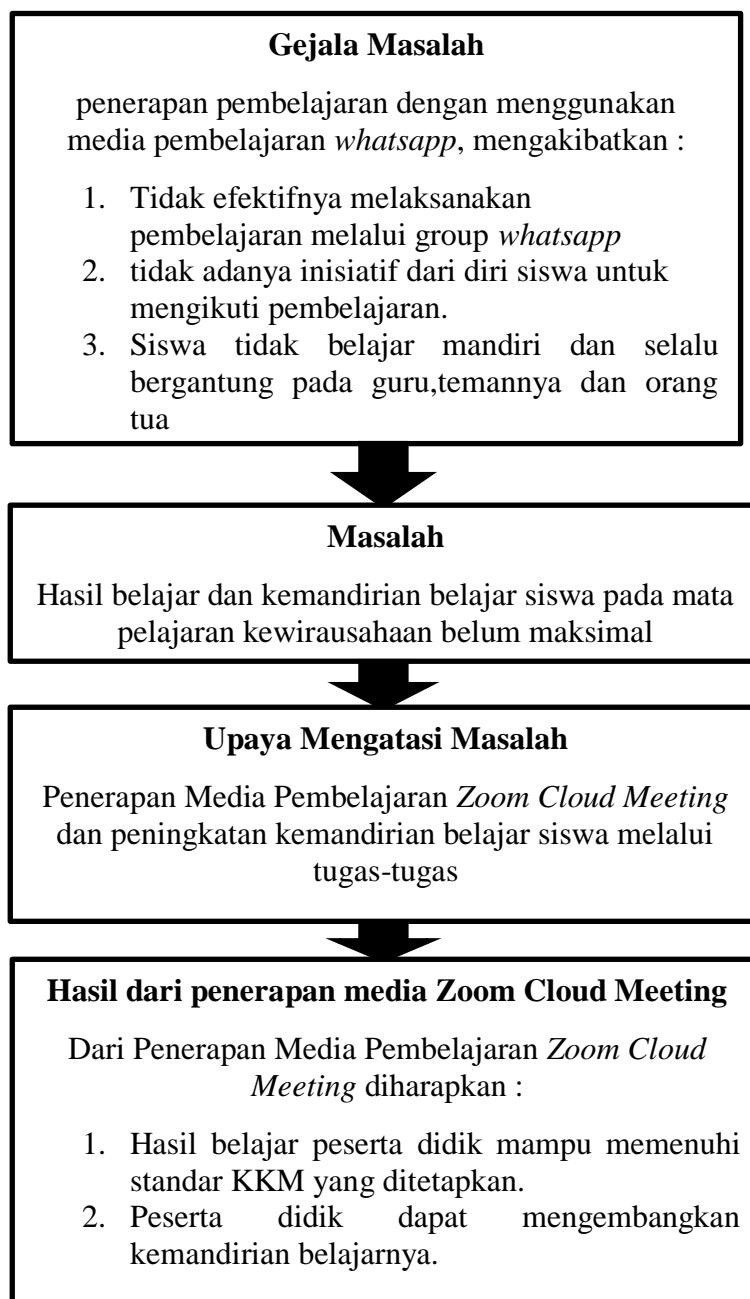 Gejala Masalah
penerapan pembelajaran dengan menggunakan
media pembelajaran whatsapp, mengakibatkan :
1. Tidak efektifnya melaksanakan
pembelajaran melalui group whatsapp
2. tidak adanya inisiatif dari diri siswa untuk
mengikuti pembelajaran.
3. Siswa tidak belajar mandiri dan selalu
bergantung pada guru,temannya dan orang
tua
Masalah
Hasil belajar dan kemandirian belajar siswa pada mata
pelajaran kewirausahaan belum maksimal
Upaya Mengatasi Masalah
Penerapan Media Pembelajaran Zoom Cloud Meeting
dan peningkatan kemandirian belajar siswa melalui
tugas-tugas
Hasil dari penerapan media Zoom Cloud Meeting
Dari Penerapan Media Pembelajaran Zoom Cloud
Meeting diharapkan :
1. Hasil belajar peserta didik mampu memenuhi
standar KKM yang ditetapkan.
2. Peserta didik dapat mengembangkan
kemandirian belajarnya.